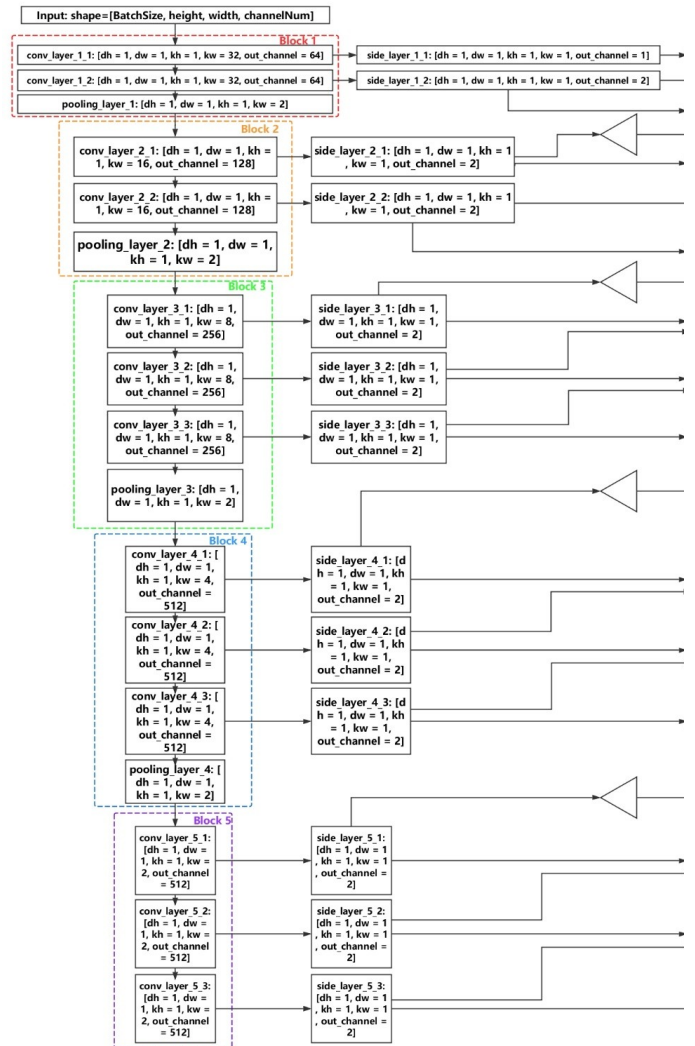 Input: shape=[BatchSize, height, width, channelNum]
Block 1
conv_layer_1_1: [dh = 1, dw = 1, kh = 1, kw = 32, out_channel = 64]
side_layer_1_1: [dh = 1, dw = 1, kh = 1, kw = 1, out_channel = 1]
conv_layer_1_2: [dh = 1, dw = 1, kh = 1, kw = 32, out_channel = 64]
side_layer_1_2: [dh = 1, dw = 1, kh = 1, kw = 1, out_channel = 2]
pooling_layer_1: [dh = 1, dw = 1, kh = 1, kw = 2]
Block 2
conv_layer_2_1: [dh = 1, dw = 1, kh =
1, kw = 16, out_channel = 128]
side_layer_2_1: [dh = 1, dw = 1, kh = 1
, kw = 1, out_channel = 2]
conv_layer_2_2: [dh = 1, dw = 1, kh =
1, kw = 16, out_channel = 128]
side_layer_2_2: [dh = 1, dw = 1, kh = 1
, kw = 1, out_channel = 2]
pooling_layer_2: [dh = 1, dw = 1,
kh = 1, kw = 2]
Block 3
conv_layer_3_1: [dh = 1,
dw = 1, kh = 1, kw = 8,
out_channel = 256]
side_layer_3_1: [dh = 1,
dw = 1, kh = 1, kw = 1,
out_channel = 2]
conv_layer_3_2: [dh = 1,
dw = 1, kh = 1, kw = 8,
out_channel = 256]
side_layer_3_2: [dh = 1,
dw = 1, kh = 1, kw = 1,
out_channel = 2]
conv_layer_3_3: [dh = 1,
dw = 1, kh = 1, kw = 8,
out_channel = 256]
side_layer_3_3: [dh = 1,
dw = 1, kh = 1, kw = 1,
out_channel = 2]
pooling_layer_3: [dh = 1,
dw = 1, kh = 1, kw = 2]
Block 4
conv_layer_4_1: [
dh = 1, dw = 1,
kh = 1, kw = 4,
out_channel =
512]
side_layer_4_1: [d
h = 1, dw = 1, kh
= 1, kw = 1,
out_channel = 2]
conv_layer_4_2: [
dh = 1, dw = 1,
kh = 1, kw = 4,
out_channel =
512]
side_layer_4_2: [d
h = 1, dw = 1, kh
= 1, kw = 1,
out_channel = 2]
conv_layer_4_3: [
dh = 1, dw = 1,
kh = 1, kw = 4,
out_channel =
512]
side_layer_4_3: [d
h = 1, dw = 1, kh
= 1, kw = 1,
out_channel = 2]
pooling_layer_4: [
dh = 1, dw = 1,
kh = 1, kw = 2]
Block 5
conv_layer_5_1:
[dh = 1, dw =
1, kh = 1, kw =
2, out_channel
= 512]
side_layer_5_1:
[dh = 1, dw = 1
, kh = 1, kw = 1
, out_channel =
2]
conv_layer_5_2:
[dh = 1, dw =
1, kh = 1, kw =
2, out_channel
= 512]
side_layer_5_2:
[dh = 1, dw = 1
, kh = 1, kw = 1
, out_channel =
2]
conv_layer_5_3:
[dh = 1, dw =
1, kh = 1, kw =
2, out_channel
= 512]
side_layer_5_3:
[dh = 1, dw = 1
, kh = 1, kw = 1
, out_channel =
2]